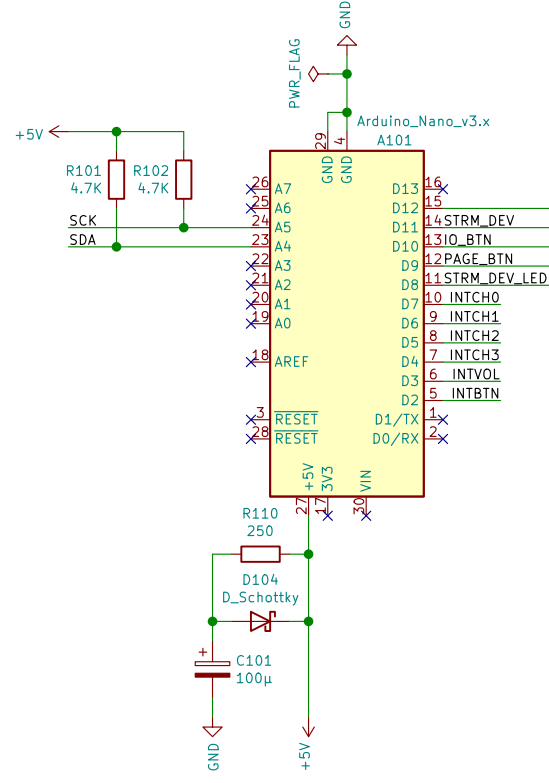 GND
PWR_FLAG
Arduino_Nano_v3.x
A101
+5V
29
4
GND
GND
R101
4.7K
R102
4.7K
26 A7
25 A6
SCK 24 A5
SDA 23 A4
22 A3
21 A2
20 A1
19 A0
18 AREF
3 RESET
28 RESET
D13 16
D12 15
D11 14 STRM_DEV
D10 13 IO_BTN
D9 12 PAGE_BTN
D8 11 STRM_DEV_LED
D7 10 INTCH0
D6 9 INTCH1
D5 8 INTCH2
D4 7 INTCH3
D3 6 INTVOL
D2 5 INTBTN
D1/TX 1
D0/RX 2
+5V
3V3
VIN
27
17
30
R110
250
D104
D_Schottky
+
C101
100µ
GND
+5V